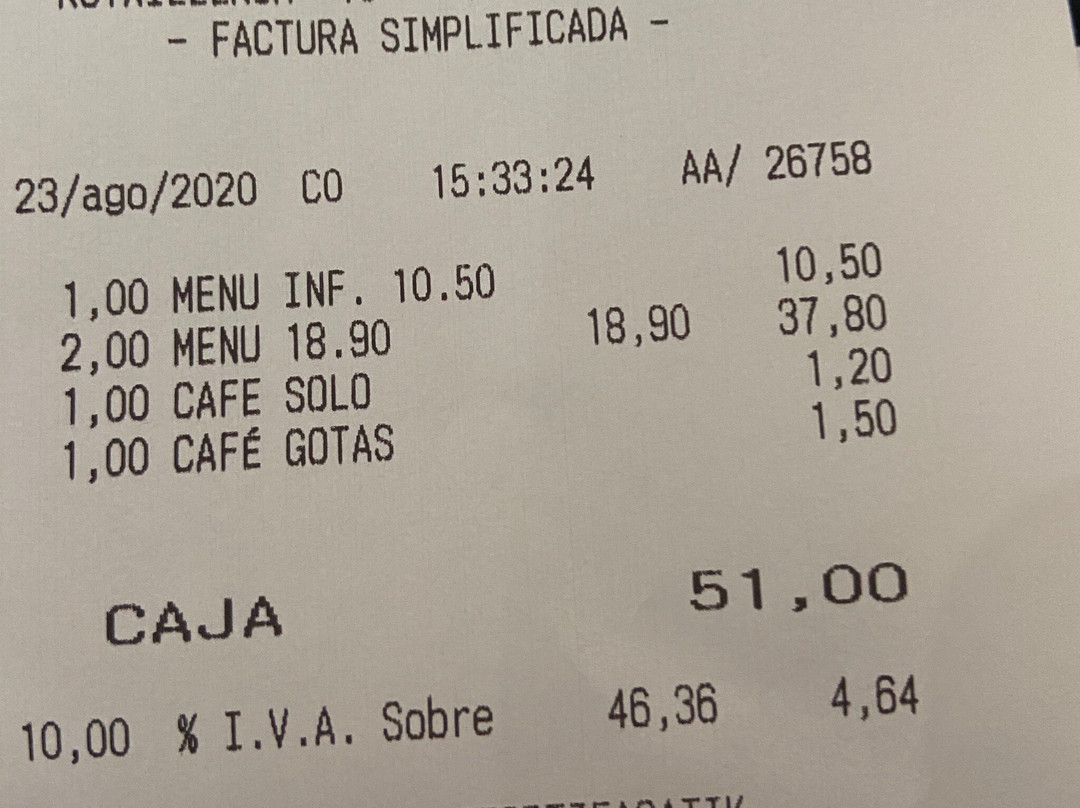 - FACTURA SIMPLIFICADA -
23/ago/2020 CO 15:33:24 AA/ 26758
1,00 MENU INF. 10.50 10,50
2,00 MENU 18.90 18,90 37,80
1,00 CAFE SOLO 1,20
1,00 CAFÉ GOTAS 1,50
CAJA 51,00
10,00 % I.V.A. Sobre 46,36 4,64